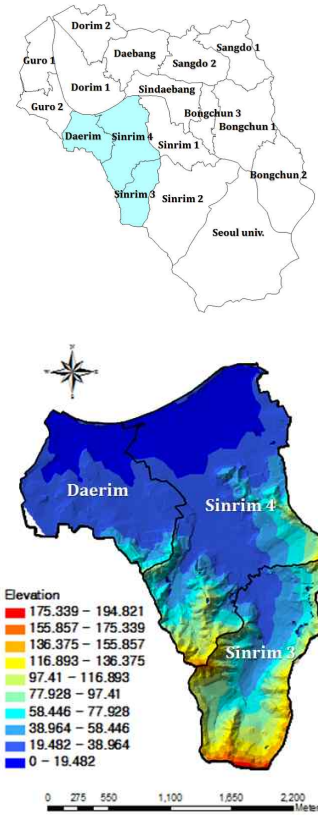 Dorim 2
Sangdo 1
Daebang
Guro 1
Sangdo 2
Dorim 1
Sindaebang
Guro 2
Bongchun 3
Daerim
Sinrim 4
Bongchun 1
Sinrim 1
Bongchun 2
Sinrim 3
Sinrim 2
Seoul univ.
Daerim
Sinrim 4
Elevation
175.339 - 194.821
155.857 - 175.339
136.375 - 155.857
116.893 - 136.375
Sinrim 3
97.41 - 116.893
77.928 - 97.41
58.446 - 77.928
38.964 - 58.446
19.482 - 38.964
0 - 19.482
0 275 550 1,100 1,650 2,200
Meter